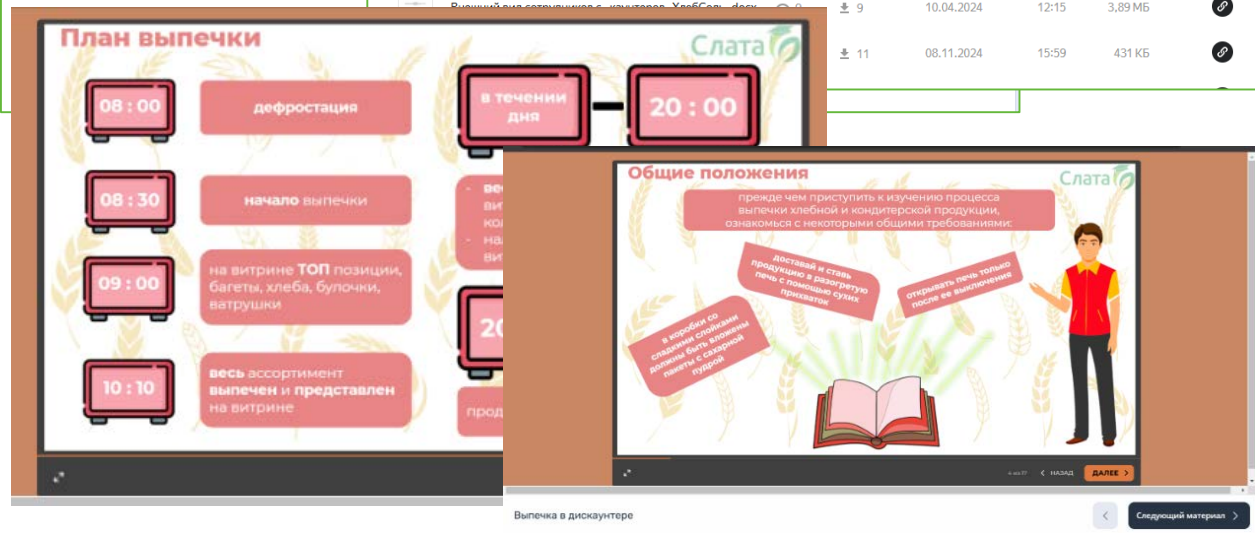 9 10.04.2024 12:15 3,89 МБ
11 08.11.2024 15:59 431 КБ
План выпечки
Слата
08 : 00
дефростация
08 : 30
начало выпечки
09 : 00
на витрине ТОП позиции,
багеты, хлеба, булочки,
ватрушки
10 : 10
весь ассортимент
выпечен и представлен
на витрине
в течении
дня
20 : 00
Общие положения
Слата
прежде чем приступить к изучению процесса
выпечки хлебной и кондитерской продукции,
ознакомься с некоторыми общими требованиями:
в коробки со
сладкими слойками
должны быть вложены
пакеты с сахарной
пудрой
доставай и ставь
продукцию в разогретую
печь с помощью сухих
прихваток
открывать печь только
после ее выключения
НАЗАД
ДАЛЕЕ
Выпечка в дискаунтере
Следующий материал